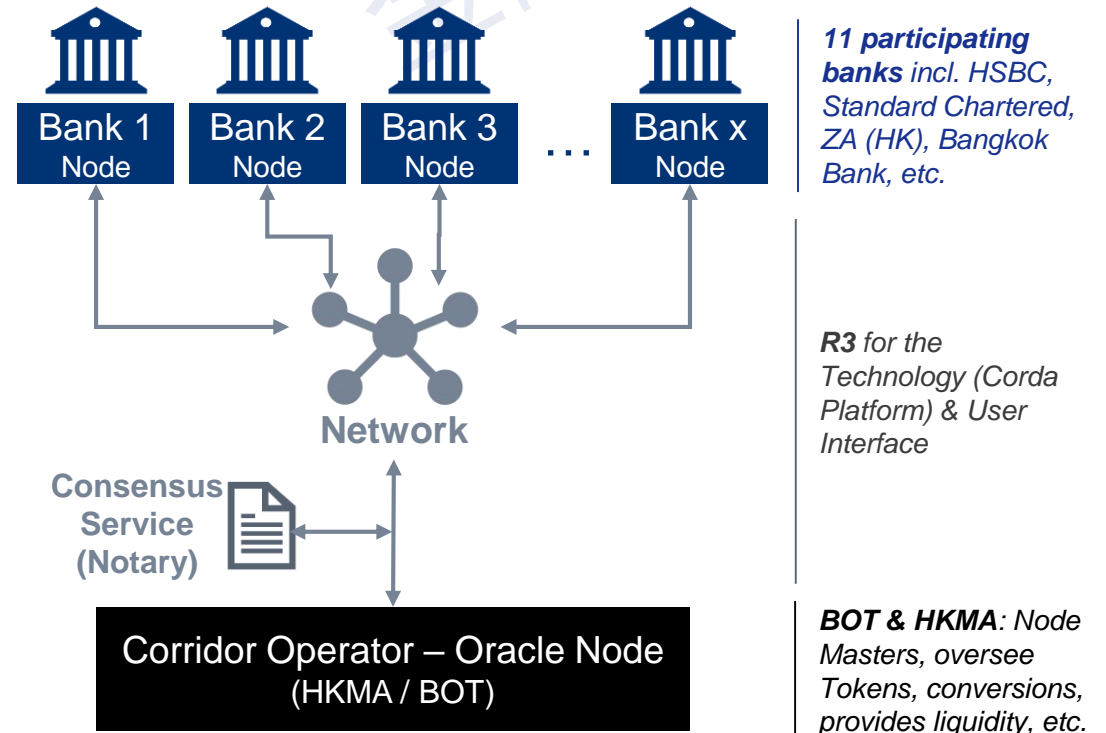 11 participating
banks incl. HSBC,
Standard Chartered,
ZA (HK), Bangkok
Bank, etc.
Bank 1
Node
Bank 2
Node
Bank 3
Node
...
Bank x
Node
R3 for the
Technology (Corda
Platform) & User
Interface
Network
Consensus
Service
(Notary)
Corridor Operator – Oracle Node
(HKMA / BOT)
BOT & HKMA: Node
Masters, oversee
Tokens, conversions,
provides liquidity, etc.